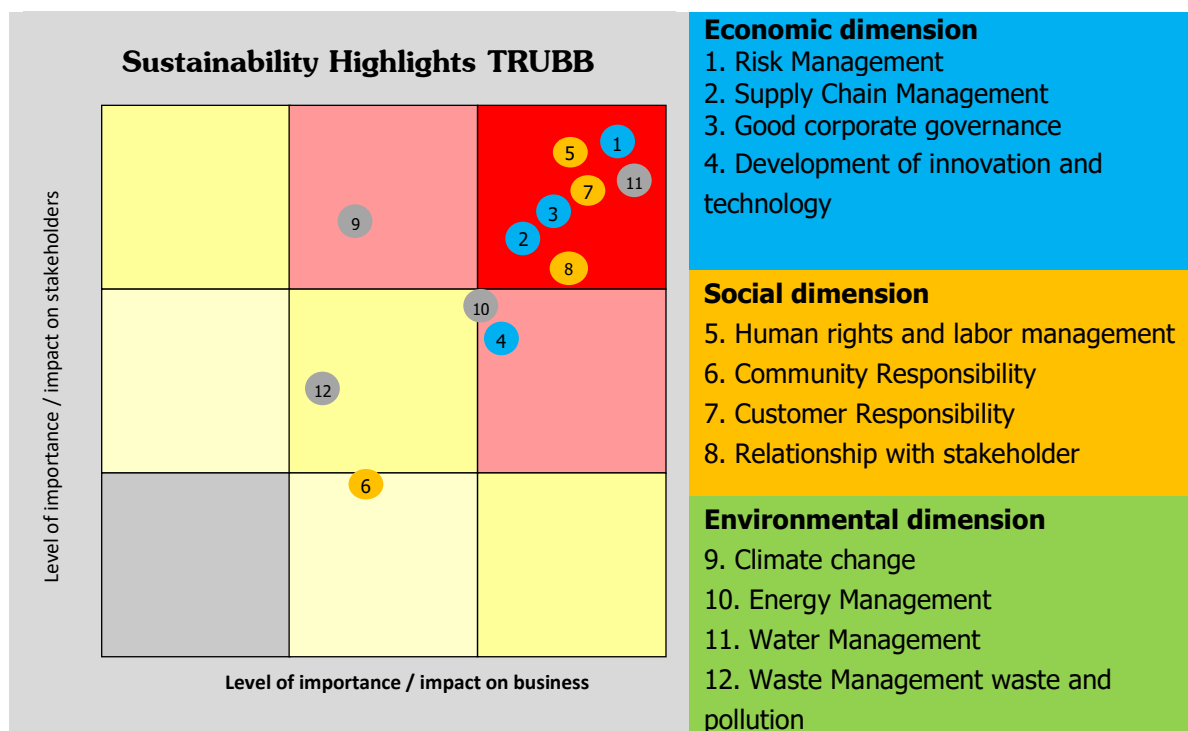 Sustainability Highlights TRUBB
Level of importance / impact on stakeholders
5
1
7
11
3
9
2
8
10
4
12
6
Level of importance / impact on business
Economic dimension
1. Risk Management
2. Supply Chain Management
3. Good corporate governance
4. Development of innovation and
technology
Social dimension
5. Human rights and labor management
6. Community Responsibility
7. Customer Responsibility
8. Relationship with stakeholder
Environmental dimension
9. Climate change
10. Energy Management
11. Water Management
12. Waste Management waste and
pollution